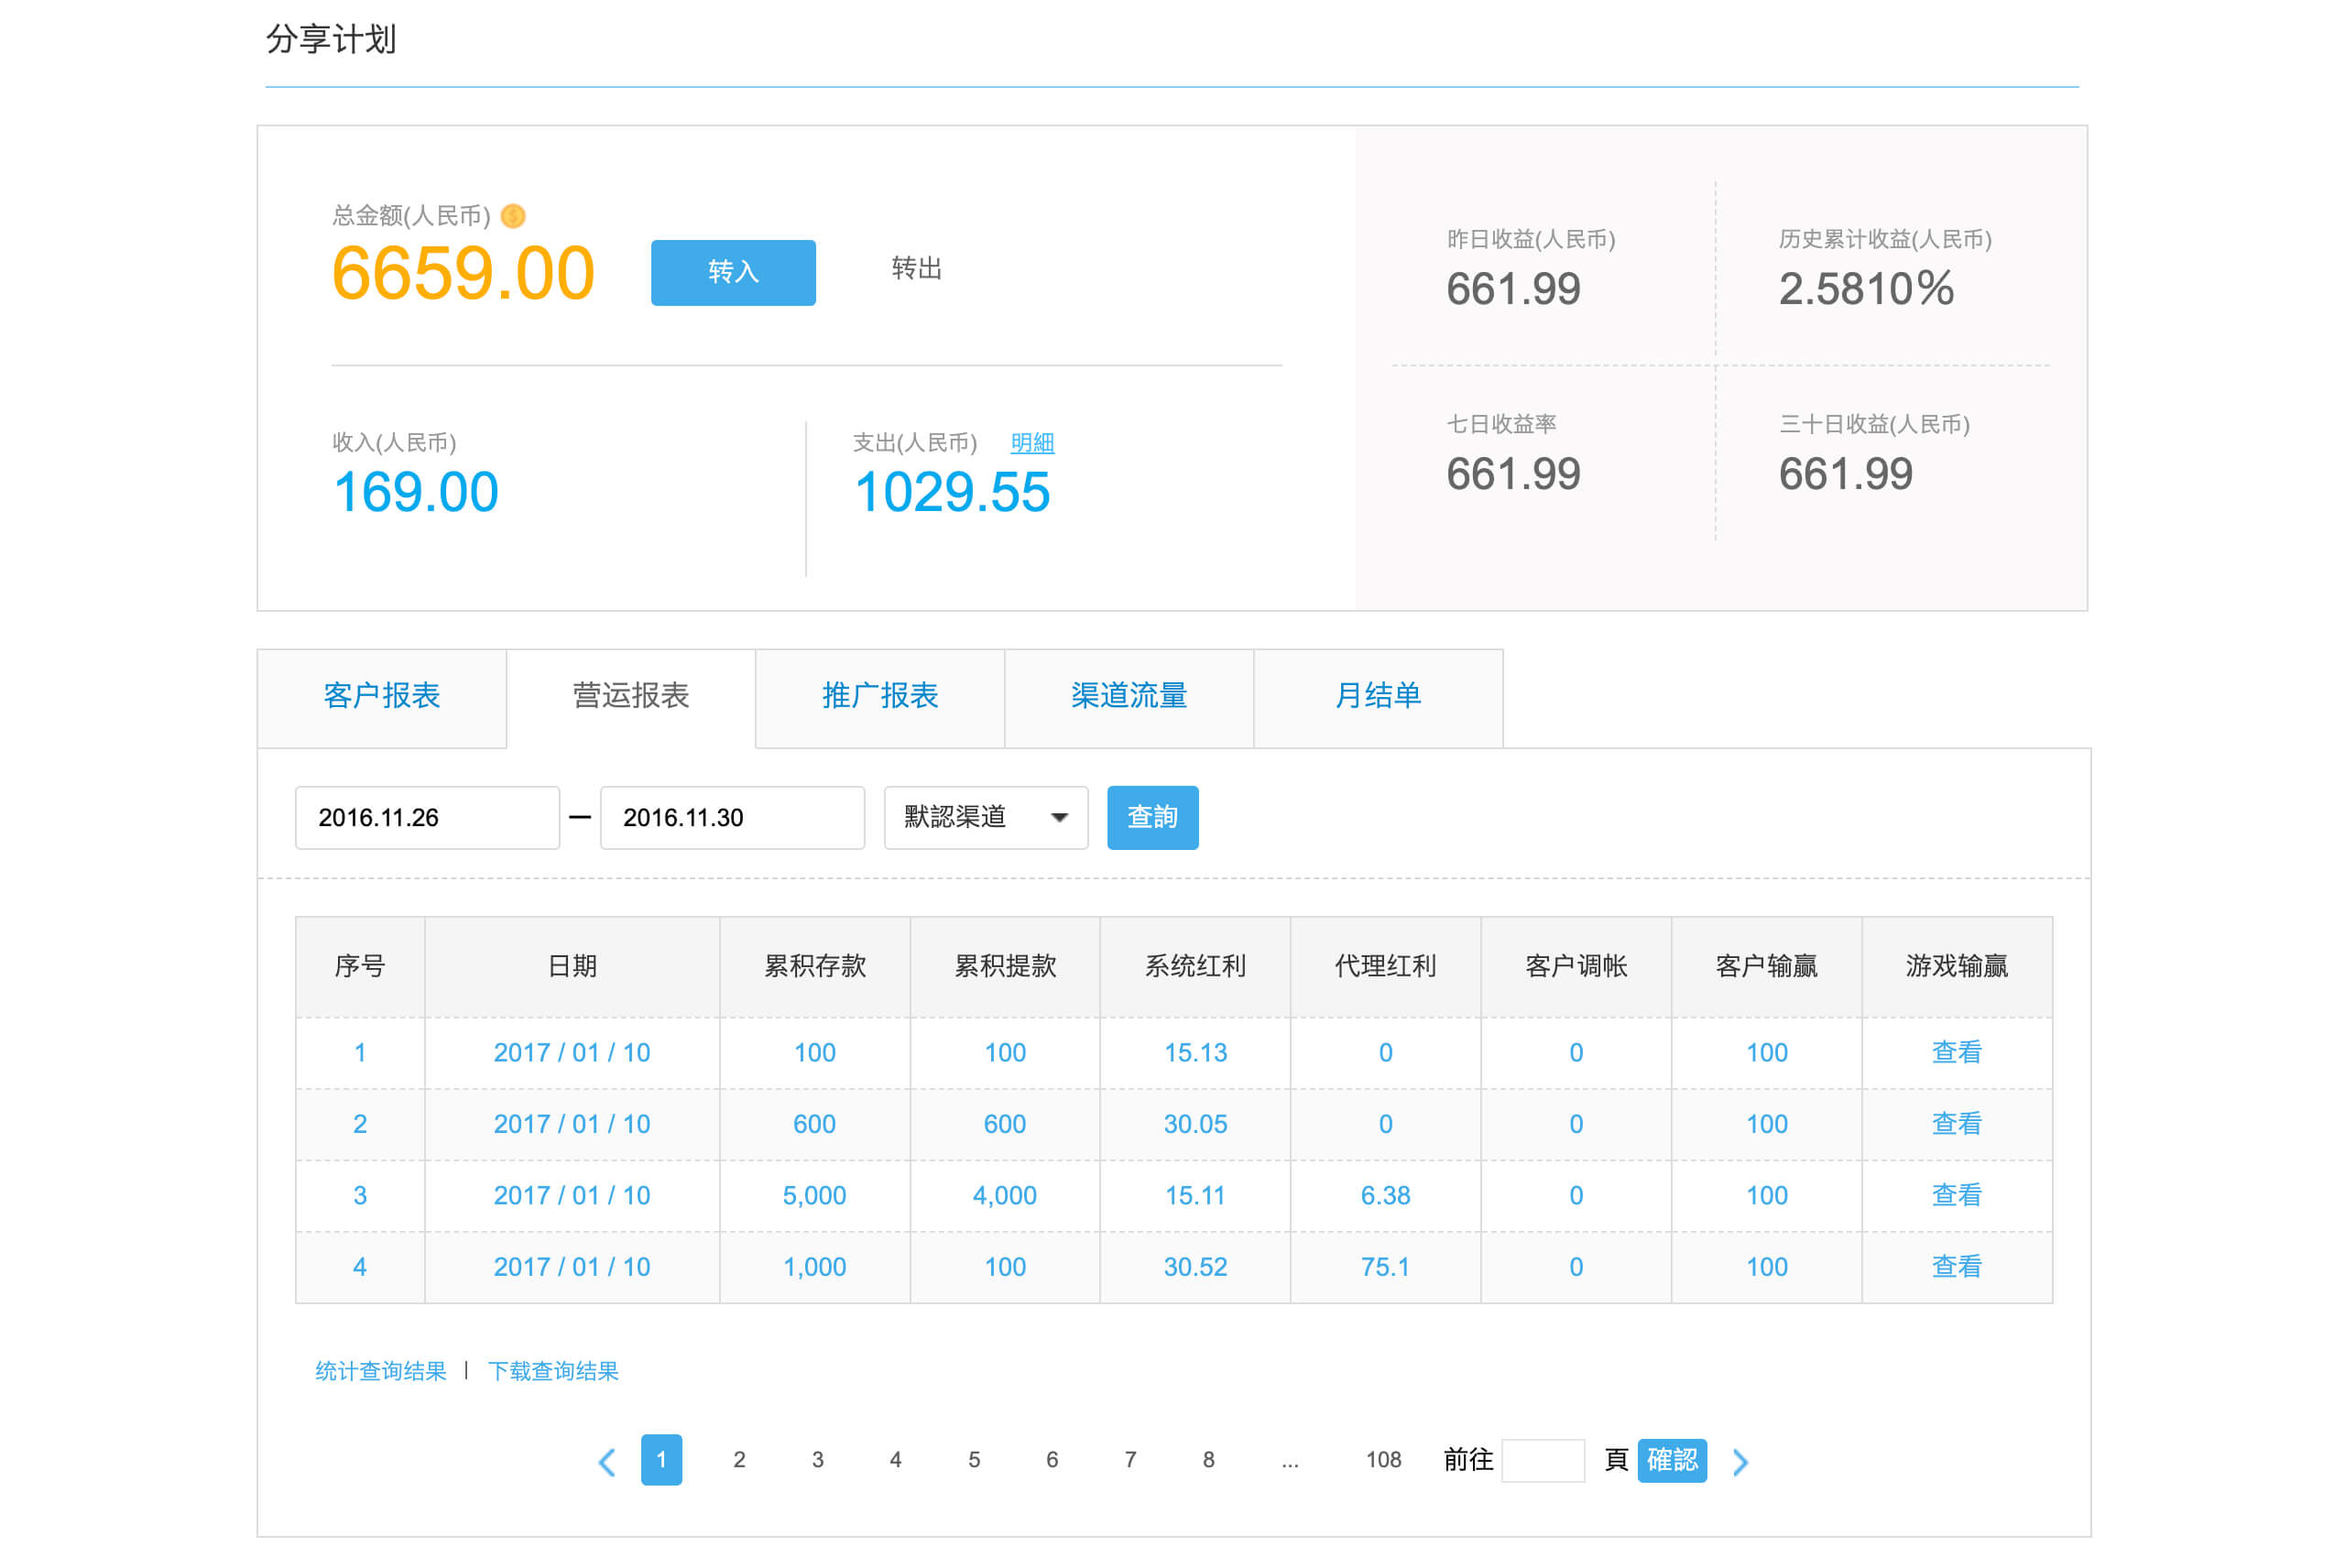 分享计划
总金额(人民币)
6659.00 转入 转出
收入(人民币)
169.00
支出(人民币) 明細
1029.55
昨日收益(人民币)
661.99
历史累计收益(人民币)
2.5810%
七日收益率
661.99
三十日收益(人民币)
661.99
客户报表 营运报表 推广报表 渠道流量 月结单
2016.11.26 — 2016.11.30 默認渠道 查詢
序号 日期 累积存款 累积提款 系统红利 代理红利 客户调帐 客户输赢 游戏输赢
1 2017 / 01 / 10 100 100 15.13 0 0 100 查看
2 2017 / 01 / 10 600 600 30.05 0 0 100 查看
3 2017 / 01 / 10 5,000 4,000 15.11 6.38 0 100 查看
4 2017 / 01 / 10 1,000 100 30.52 75.1 0 100 查看
统计查询结果 | 下载查询结果
1 2 3 4 5 6 7 8 ... 108 前往 頁 確認